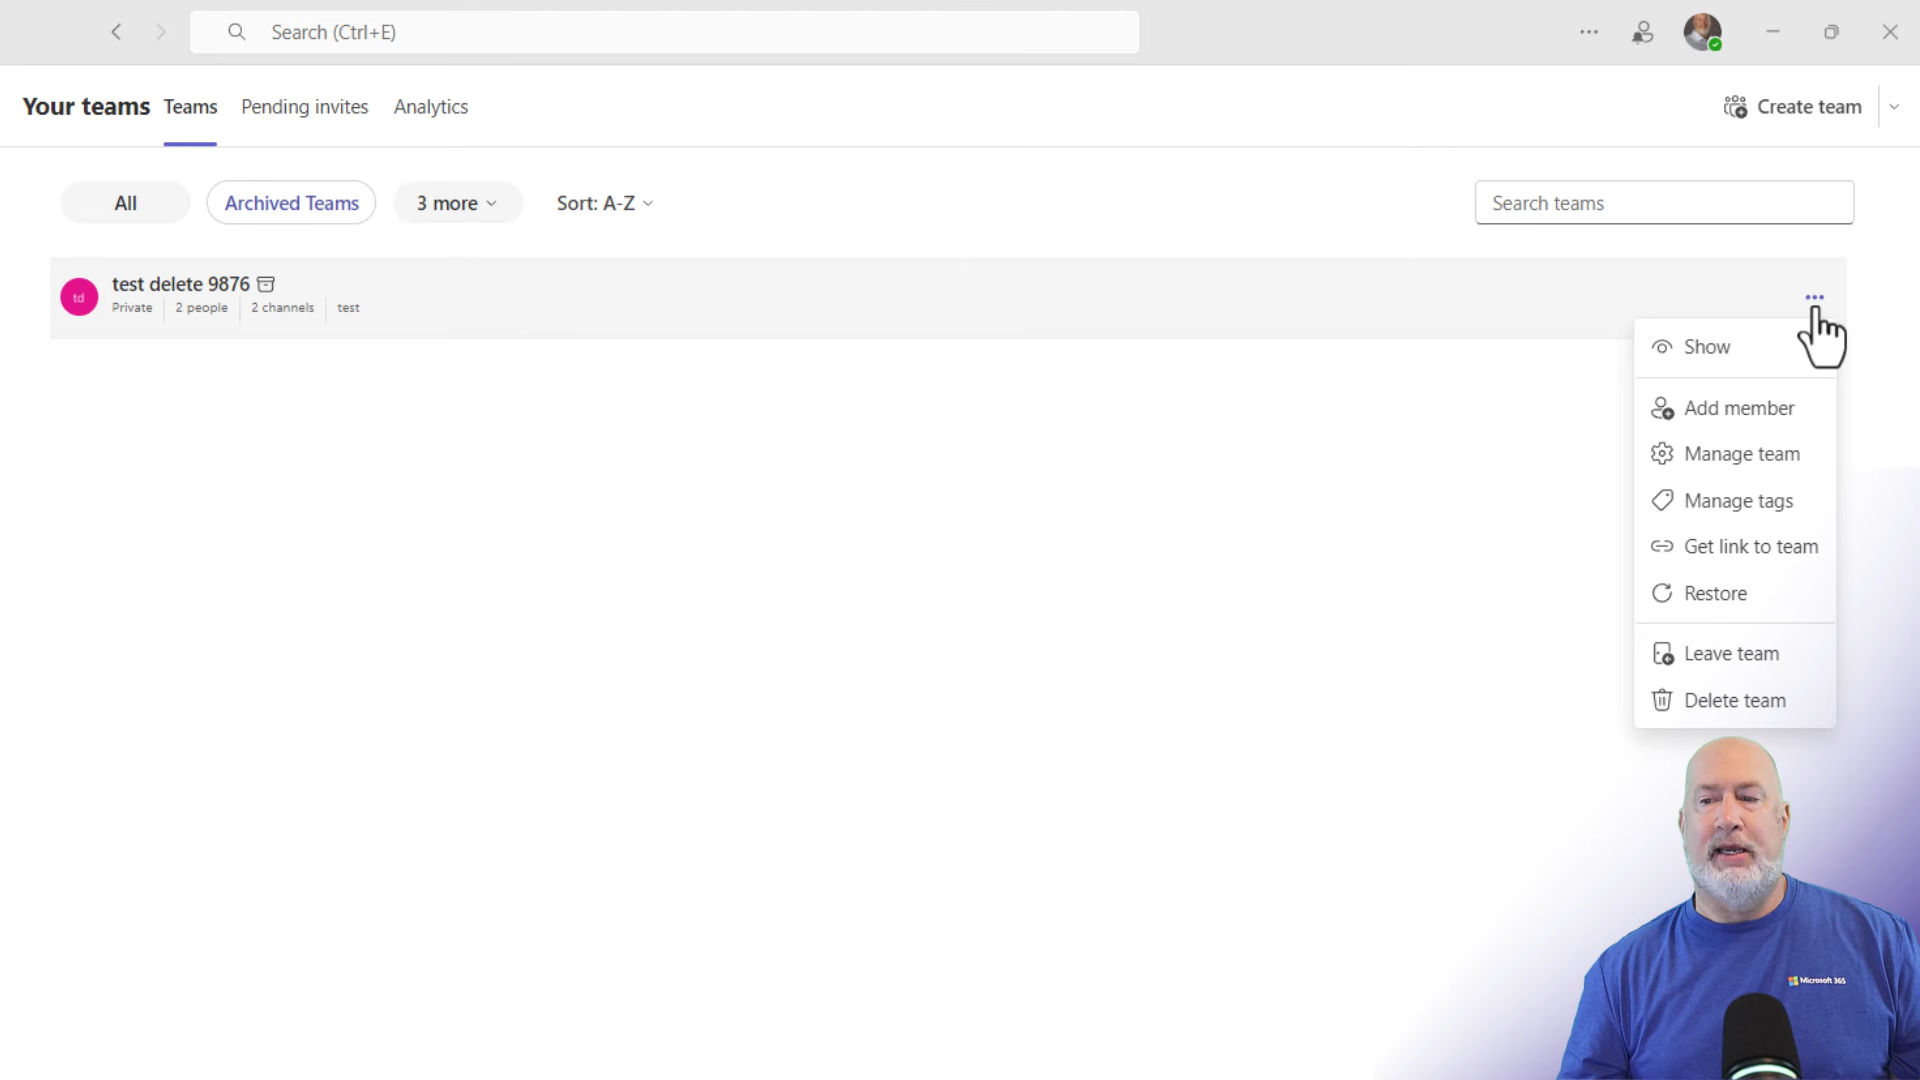 Search (Ctrl+E)
Your teams Teams Pending invites Analytics
Create team
All Archived Teams 3 more Sort: A-Z
Search teams
td
test delete 9876
Private 2 people 2 channels test
Show
Add member
Manage team
Manage tags
Get link to team
Restore
Leave team
Delete team
Microsoft 365